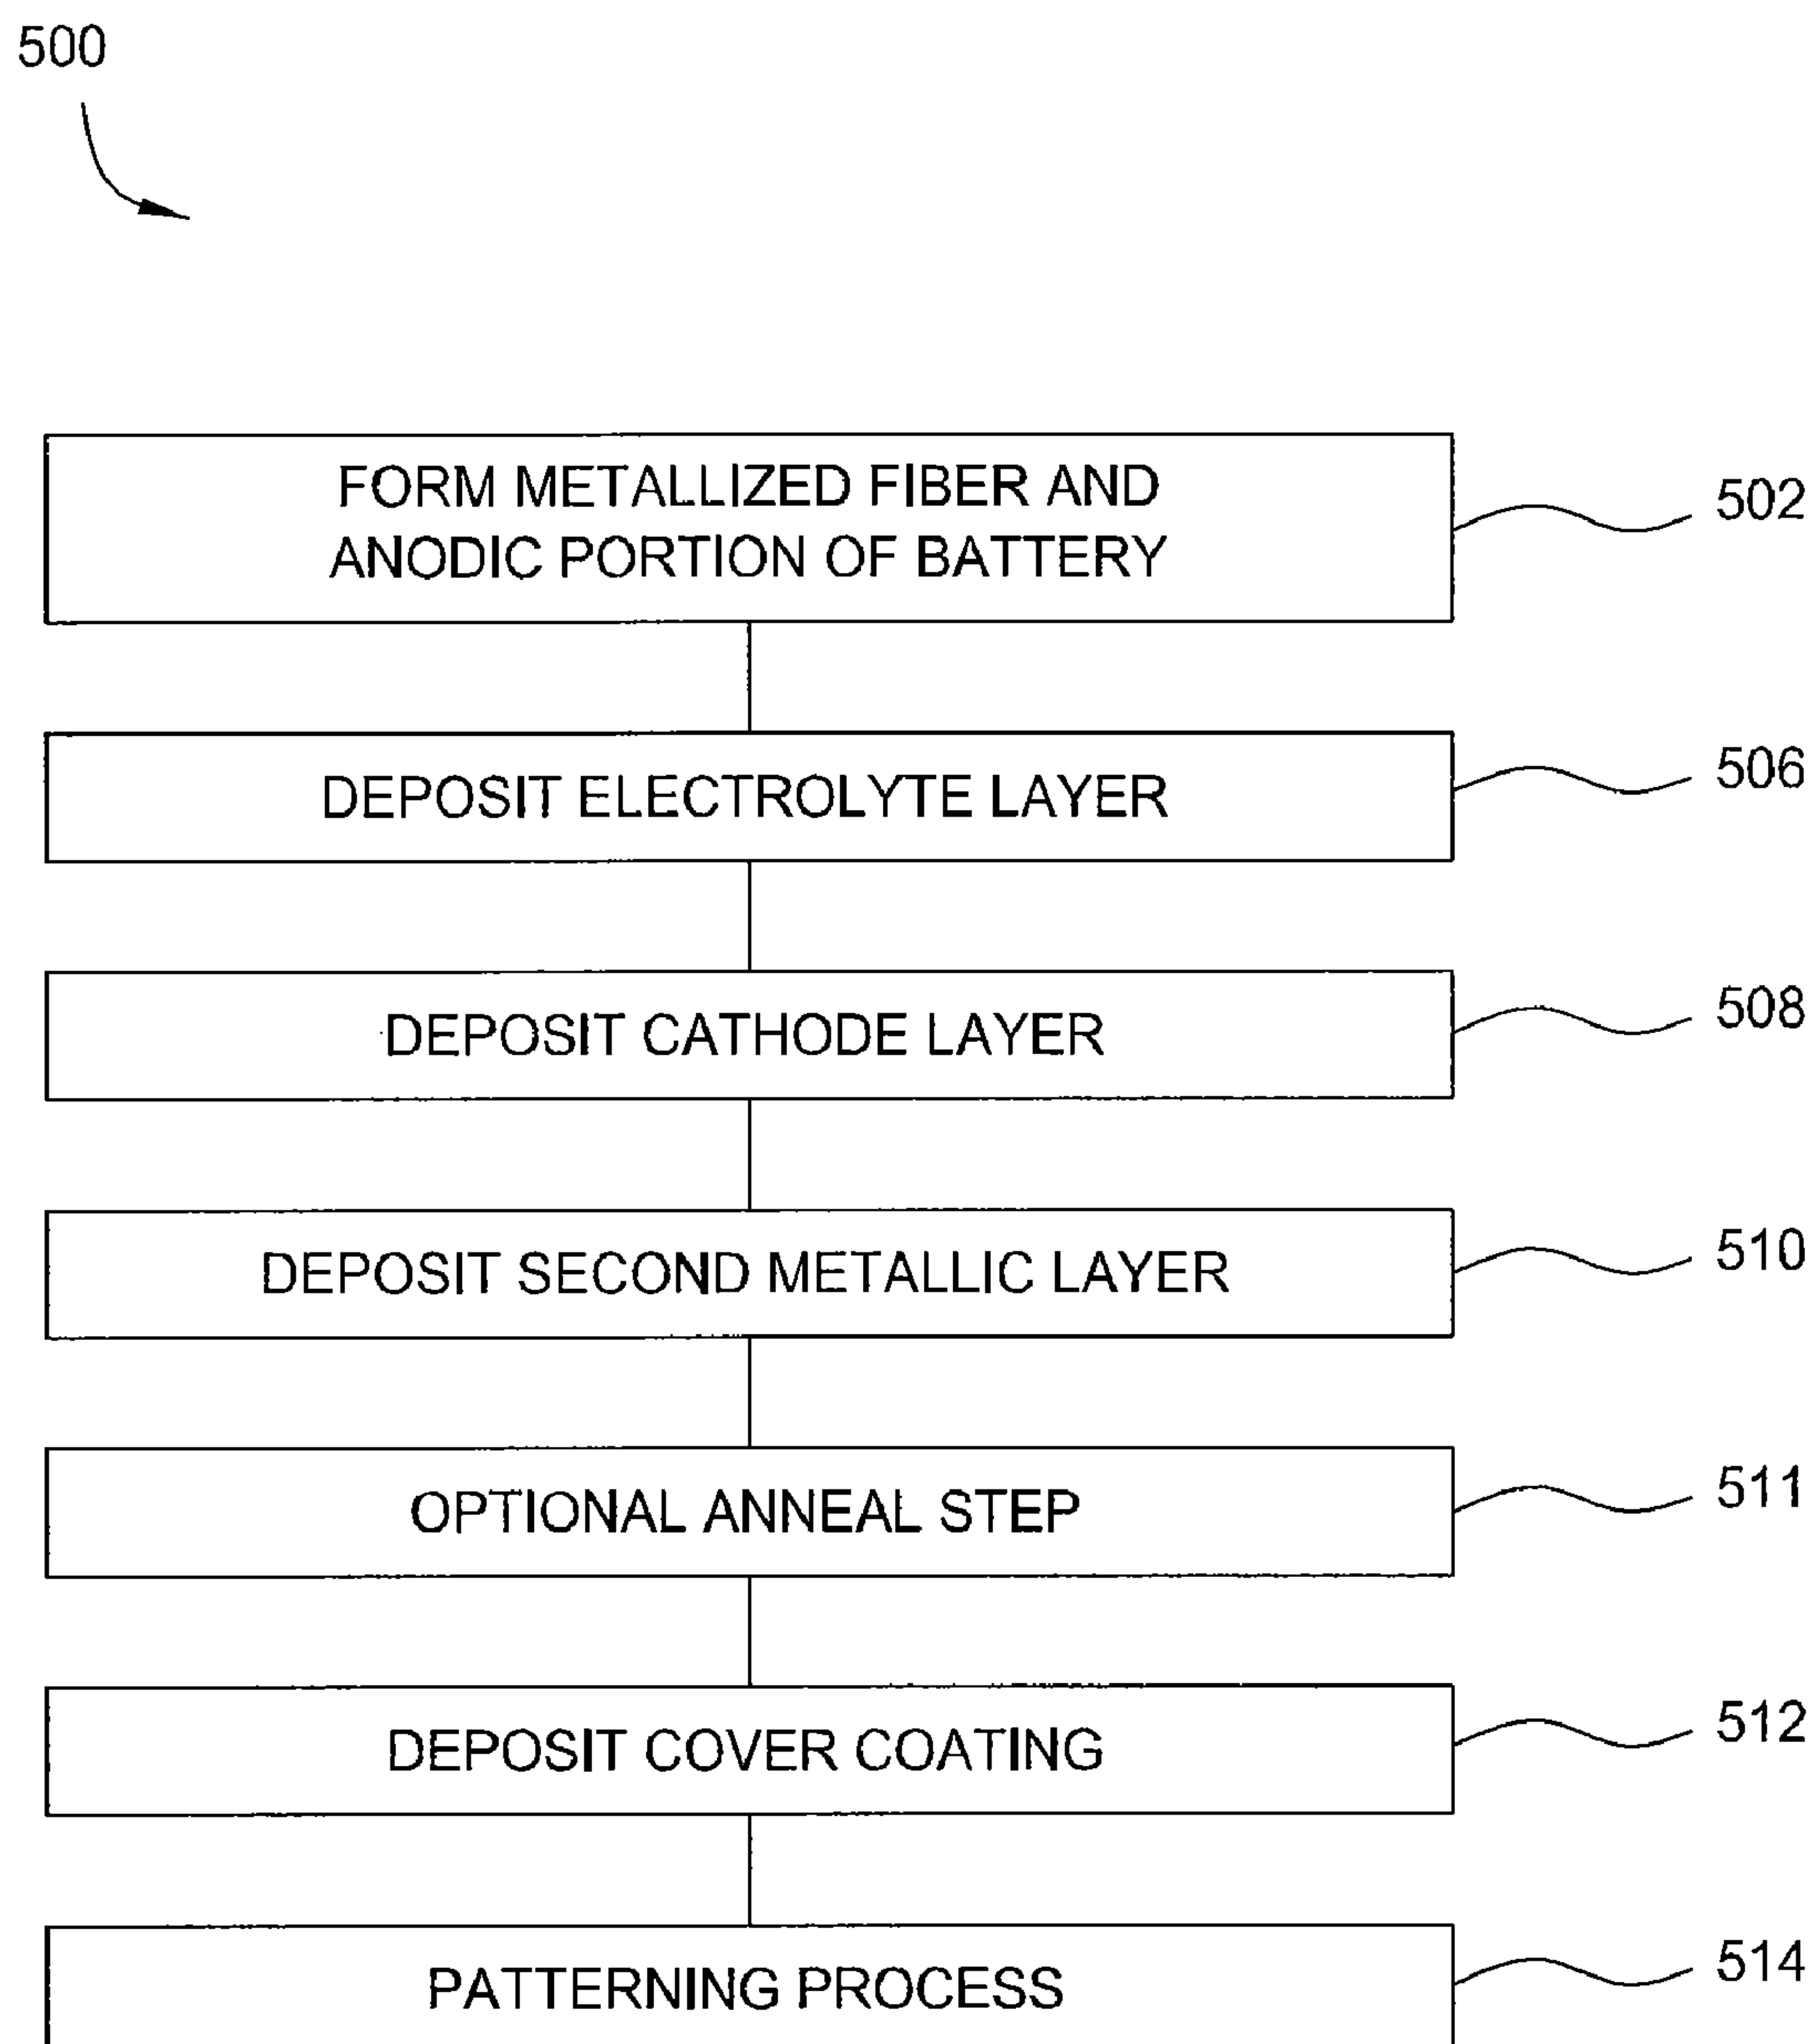 500
FORM METALLIZED FIBER AND
ANODIC PORTION OF BATTERY
502
DEPOSIT ELECTROLYTE LAYER
506
DEPOSIT CATHODE LAYER
508
DEPOSIT SECOND METALLIC LAYER
510
OPTIONAL ANNEAL STEP
511
DEPOSIT COVER COATING
512
PATTERNING PROCESS
514